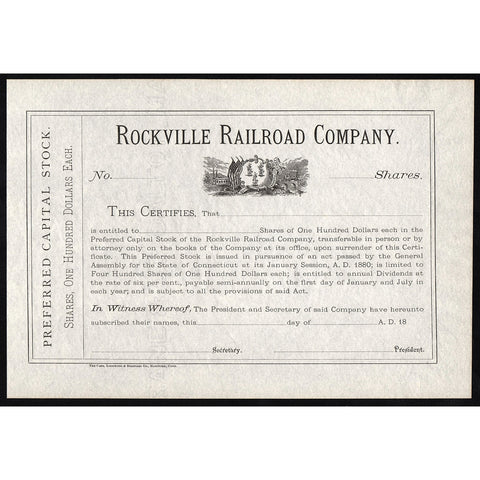 PREFERRED CAPITAL STOCK.
SHARES, ONE HUNDRED DOLLARS EACH.
ROCKVILLE RAILROAD COMPANY.
No. Shares.
THIS CERTIFIES, That
is entitled to Shares of One Hundred Dollars each in the
Preferred Capital Stock of the Rockville Railroad Company, transferable in person or by
attorney only on the books of the Company at its office, upon surrender of this Certi-
ficate. This Preferred Stock is issued in pursuance of an act passed by the General
Assembly for the State of Connecticut at its January Session, A. D. 1880; is limited to
Four Hundred Shares of One Hundred Dollars each; is entitled to annual Dividends at
the rate of six per cent., payable semi-annually on the first day of January and July in
each year; and is subject to all the provisions of said Act.
In Witness Whereof, The President and Secretary of said Company have hereunto
subscribed their names, this day of A. D. 18
Secretary. President.
The Case, Lockwood & Brainard Co., Hartford, Conn.